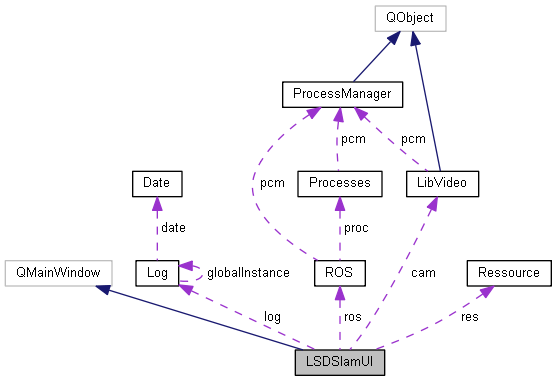 QObject
ProcessManager
pcm
pcm
pcm
Date
Processes
LibVideo
date
proc
QMainWindow
Log
globalInstance
ROS
cam
Ressource
log
ros
res
LSDSlamUI